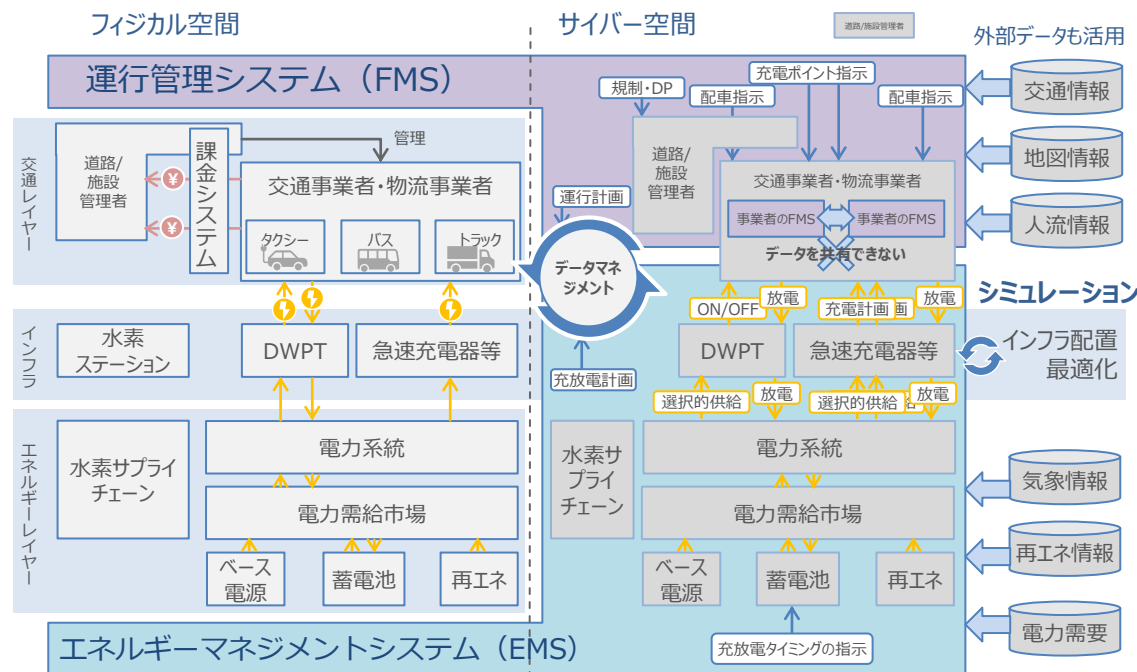 フィジカル空間
サイバー空間
道路/施設管理者
外部データも活用
運行管理システム（FMS）
規制・DP
充電ポイント指示
配車指示
配車指示
交通情報
地図情報
人流情報
交通レイヤー
道路/
施設
管理者
課金システム
管理
¥
¥
交通事業者・物流事業者
タクシー
バス
トラック
運行計画
データマネ
ジメント
充放電計画
道路/
施設
管理者
交通事業者・物流事業者
事業者のFMS
事業者のFMS
データを共有できない
シミュレーション
インフラ
水素
ステーション
DWPT
急速充電器等
ON/OFF
放電
充電計画
画
放電
DWPT
急速充電器等
インフラ配置
最適化
選択的供給
放電
選択的供給
給
放電
エネルギーレイヤー
水素サプライ
チェーン
電力系統
電力需給市場
ベース
電源
蓄電池
再エネ
水素サ
プライ
チェーン
電力系統
電力需給市場
ベース
電源
蓄電池
再エネ
気象情報
再エネ情報
電力需要
充放電タイミングの指示
エネルギーマネジメントシステム（EMS）